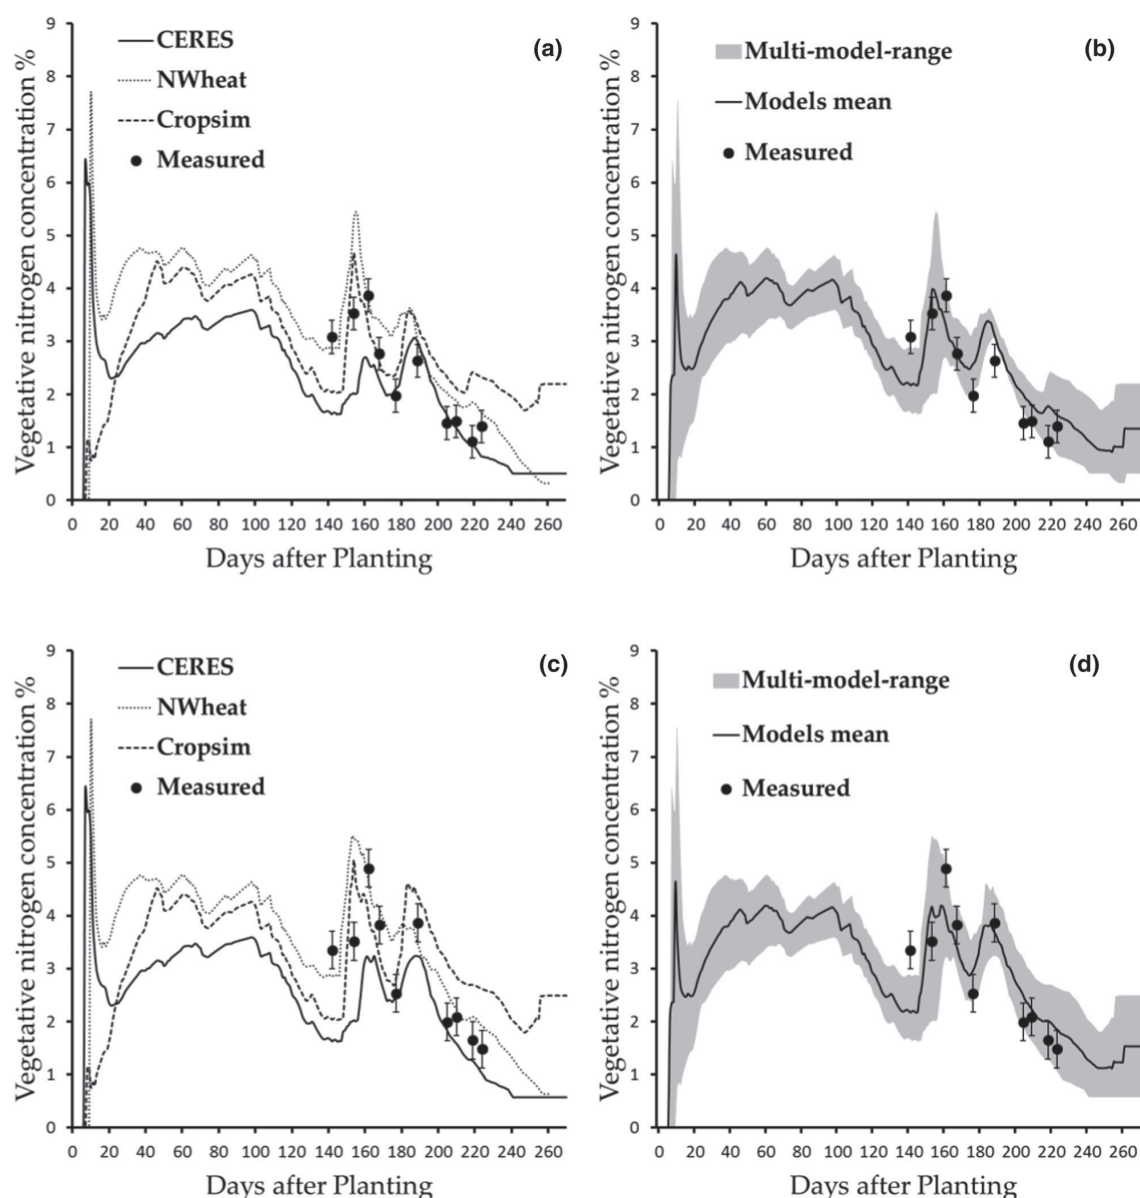 Vegetative nitrogen concentration %
9
8
7
6
5
4
3
2
1
0
CERES
NWheat
Cropsim
Measured
(a)
0 20 40 60 80 100 120 140 160 180 200 220 240 260
Days after Planting
Vegetative nitrogen concentration %
9
8
7
6
5
4
3
2
1
0
Multi-model-range
Models mean
Measured
(b)
0 20 40 60 80 100 120 140 160 180 200 220 240 260
Days after Planting
Vegetative nitrogen concentration %
9
8
7
6
5
4
3
2
1
0
CERES
NWheat
Cropsim
Measured
(c)
0 20 40 60 80 100 120 140 160 180 200 220 240 260
Days after Planting
Vegetative nitrogen concentration %
9
8
7
6
5
4
3
2
1
0
Multi-model-range
Models mean
Measured
(d)
0 20 40 60 80 100 120 140 160 180 200 220 240 260
Days after Planting